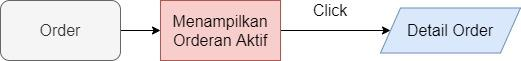 Order
Menampilkan
Orderan Aktif
Click
Detail Order